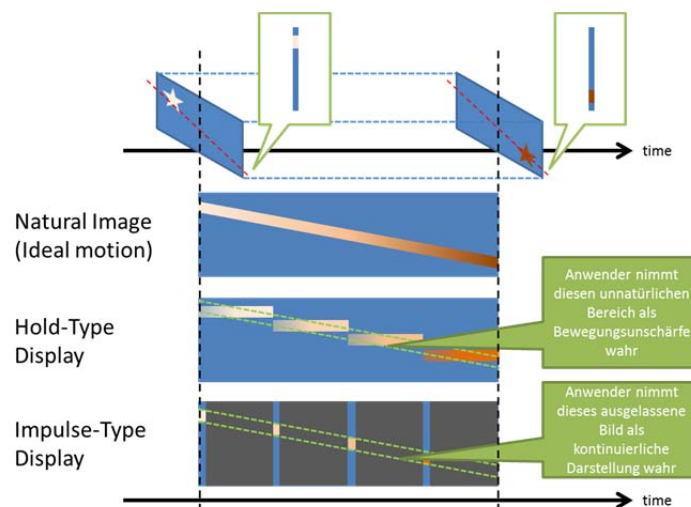 time
time
Natural Image
(Ideal motion)
Anwender nimmt
diesen unnatürlichen
Bereich als
Bewegungsunschärfe
wahr
Hold-Type
Display
Anwender nimmt
dieses ausgelassene
Bild als
kontinuierliche
Darstellung wahr
Impulse-Type
Display
time